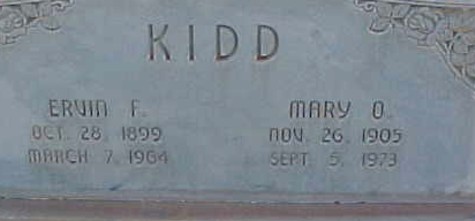 KIDD
ERVIN F. MARY O.
OCT. 28, 1899 NOV. 26, 1905
MARCH 7, 1964 SEPT. 5, 1973